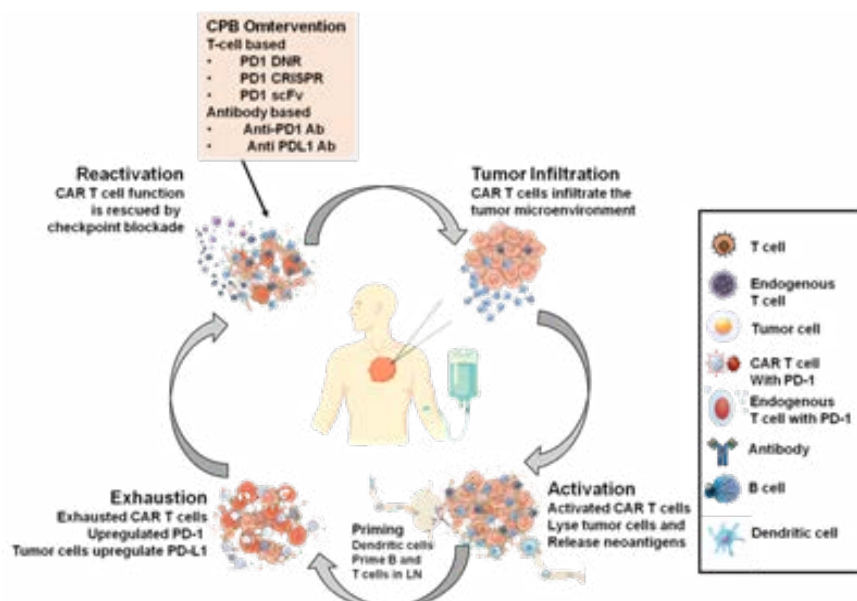 CPB Omtervention
T-cell based
• PD1 DNR
• PD1 CRISPR
• PD1 scFv
Antibody based
• Anti-PD1 Ab
• Anti PDL1 Ab
Reactivation
CAR T cell function
is rescued by
checkpoint blockade
Tumor Infiltration
CAR T cells infiltrate the
tumor microenvironment
Exhaustion
Exhausted CAR T cells
Upregulated PD-1
Tumor cells upregulate PD-L1
Priming
Dendritic cells
Prime B and
T cells in LN
Activation
Activated CAR T cells
Lyse tumor cells and
Release neoantigens
T cell
Endogenous
T cell
Tumor cell
CAR T cell
With PD-1
Endogenous
T cell with PD-1
Antibody
B cell
Dendritic cell